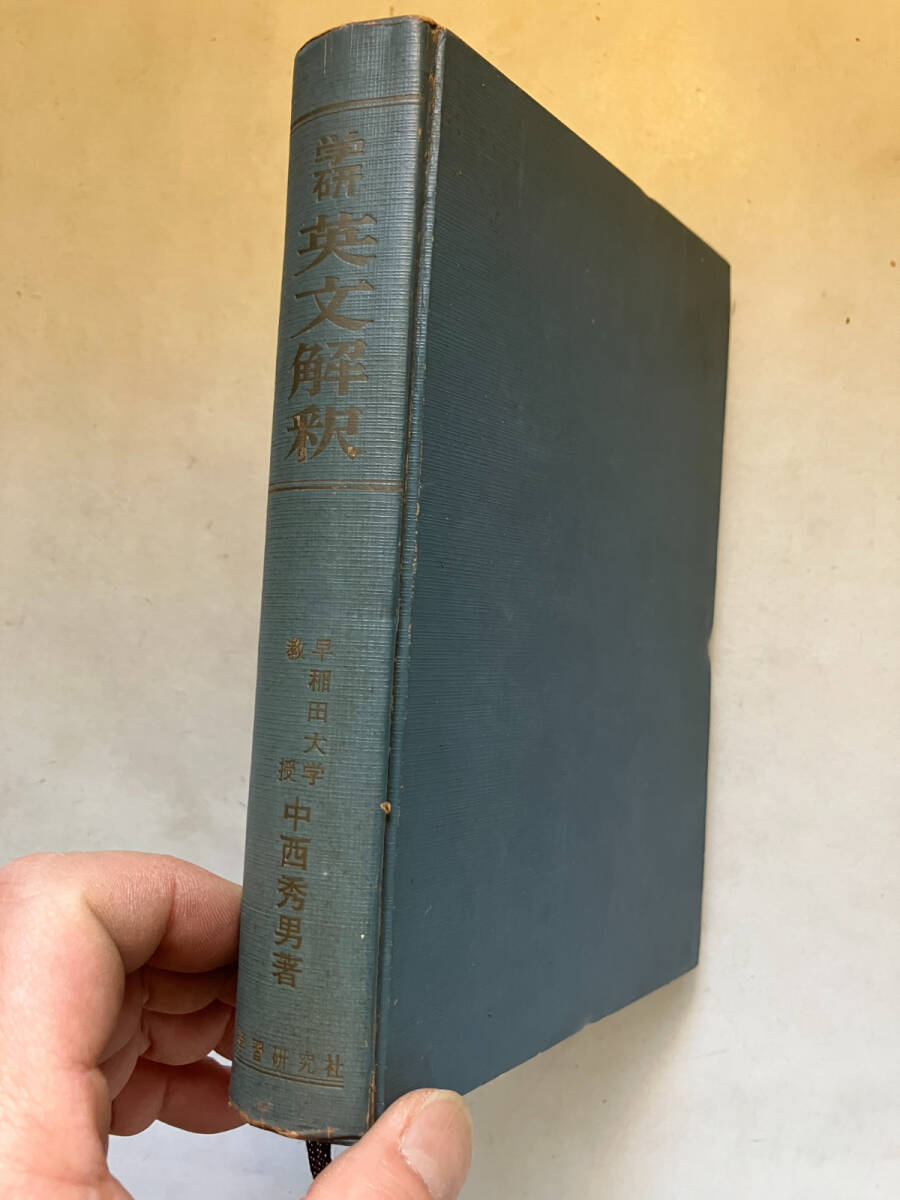 学研
英文解釈
早稲田大学
教授
中西秀男著
学習研究社